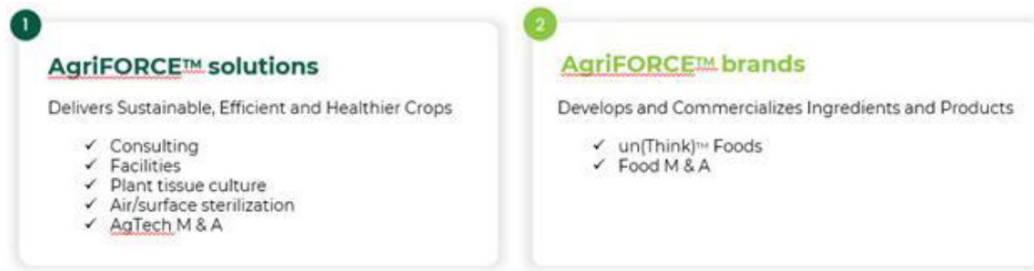 1
AgriFORCE™ solutions
Delivers Sustainable, Efficient and Healthier Crops
✓ Consulting
✓ Facilities
✓ Plant tissue culture
✓ Air/surface sterilization
✓ AgTech M & A
2
AgriFORCE™ brands
Develops and Commercializes Ingredients and Products
✓ un(Think)™ Foods
✓ Food M & A